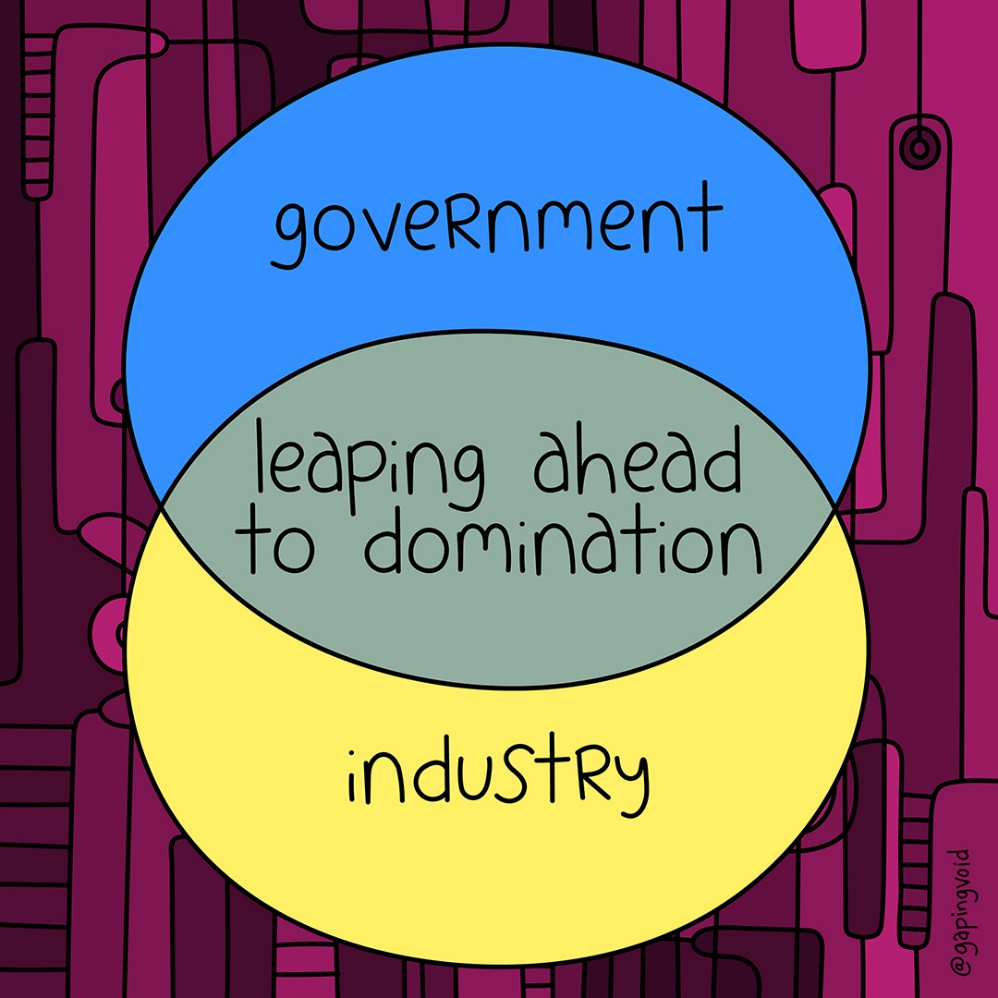 goveRnment
leaping ahead
to domination
industRy
@gapingvoid